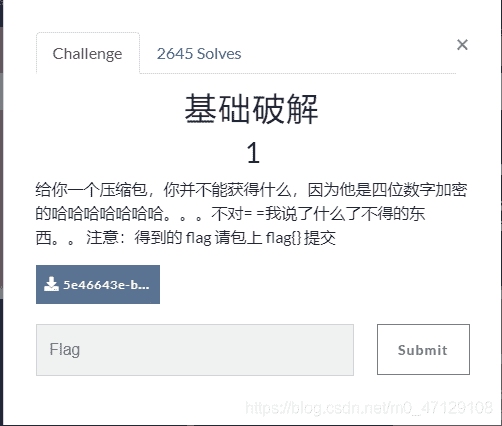 Challenge
2645 Solves
×
基础破解
1
给你一个压缩包，你并不能获得什么，因为他是四位数字加密
的哈哈哈哈哈哈哈。。。不对= =我说了什么了不得的东
西。。 注意：得到的 flag 请包上 flag{} 提交
5e46643e-b...
Flag
Submit
https://blog.csdn.net/m0_47129108